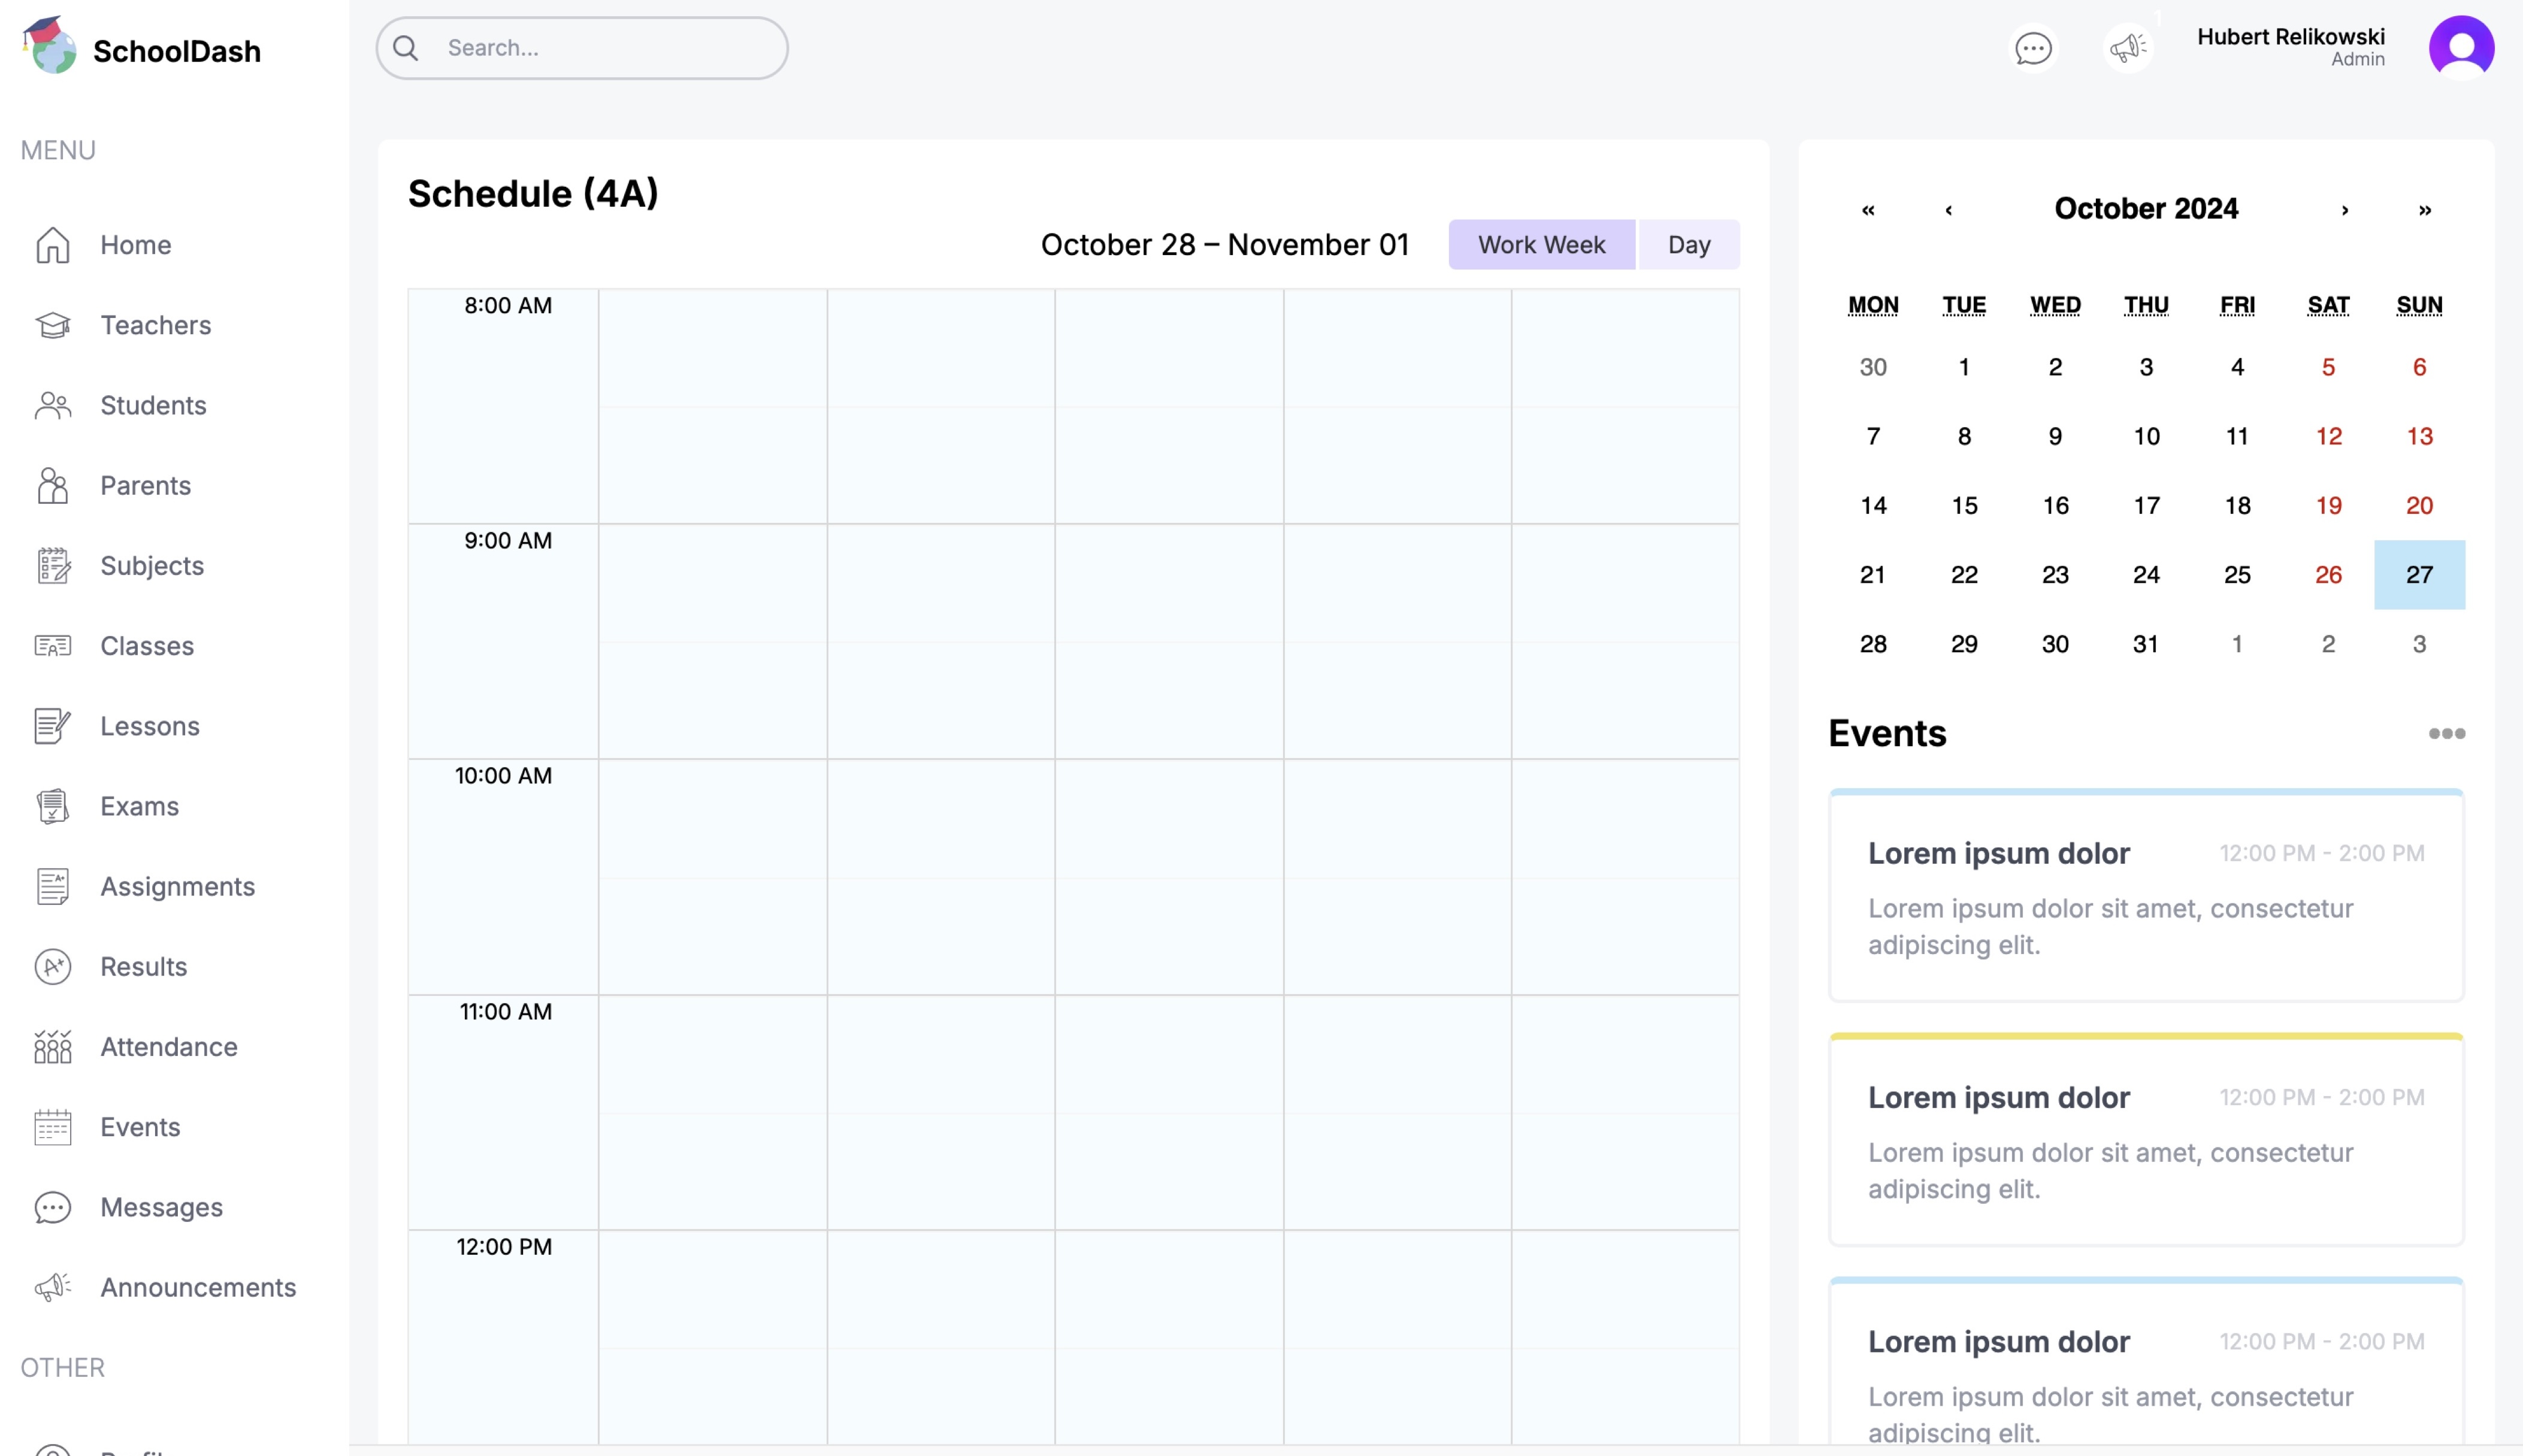 SchoolDash
MENU
Home
Teachers
Students
Parents
Subjects
Classes
Lessons
Exams
Assignments
Results
Attendance
Events
Messages
Announcements
OTHER
Search...
1
Hubert Relikowski
Admin
Schedule (4A)
October 28 – November 01
Work Week
Day
8:00 AM
9:00 AM
10:00 AM
11:00 AM
12:00 PM
« ‹ October 2024 › »
MON TUE WED THU FRI SAT SUN
30 1 2 3 4 5 6
7 8 9 10 11 12 13
14 15 16 17 18 19 20
21 22 23 24 25 26 27
28 29 30 31 1 2 3
Events
Lorem ipsum dolor 12:00 PM - 2:00 PM
Lorem ipsum dolor sit amet, consectetur
adipiscing elit.
Lorem ipsum dolor 12:00 PM - 2:00 PM
Lorem ipsum dolor sit amet, consectetur
adipiscing elit.
Lorem ipsum dolor 12:00 PM - 2:00 PM
Lorem ipsum dolor sit amet, consectetur
adipiscing elit.